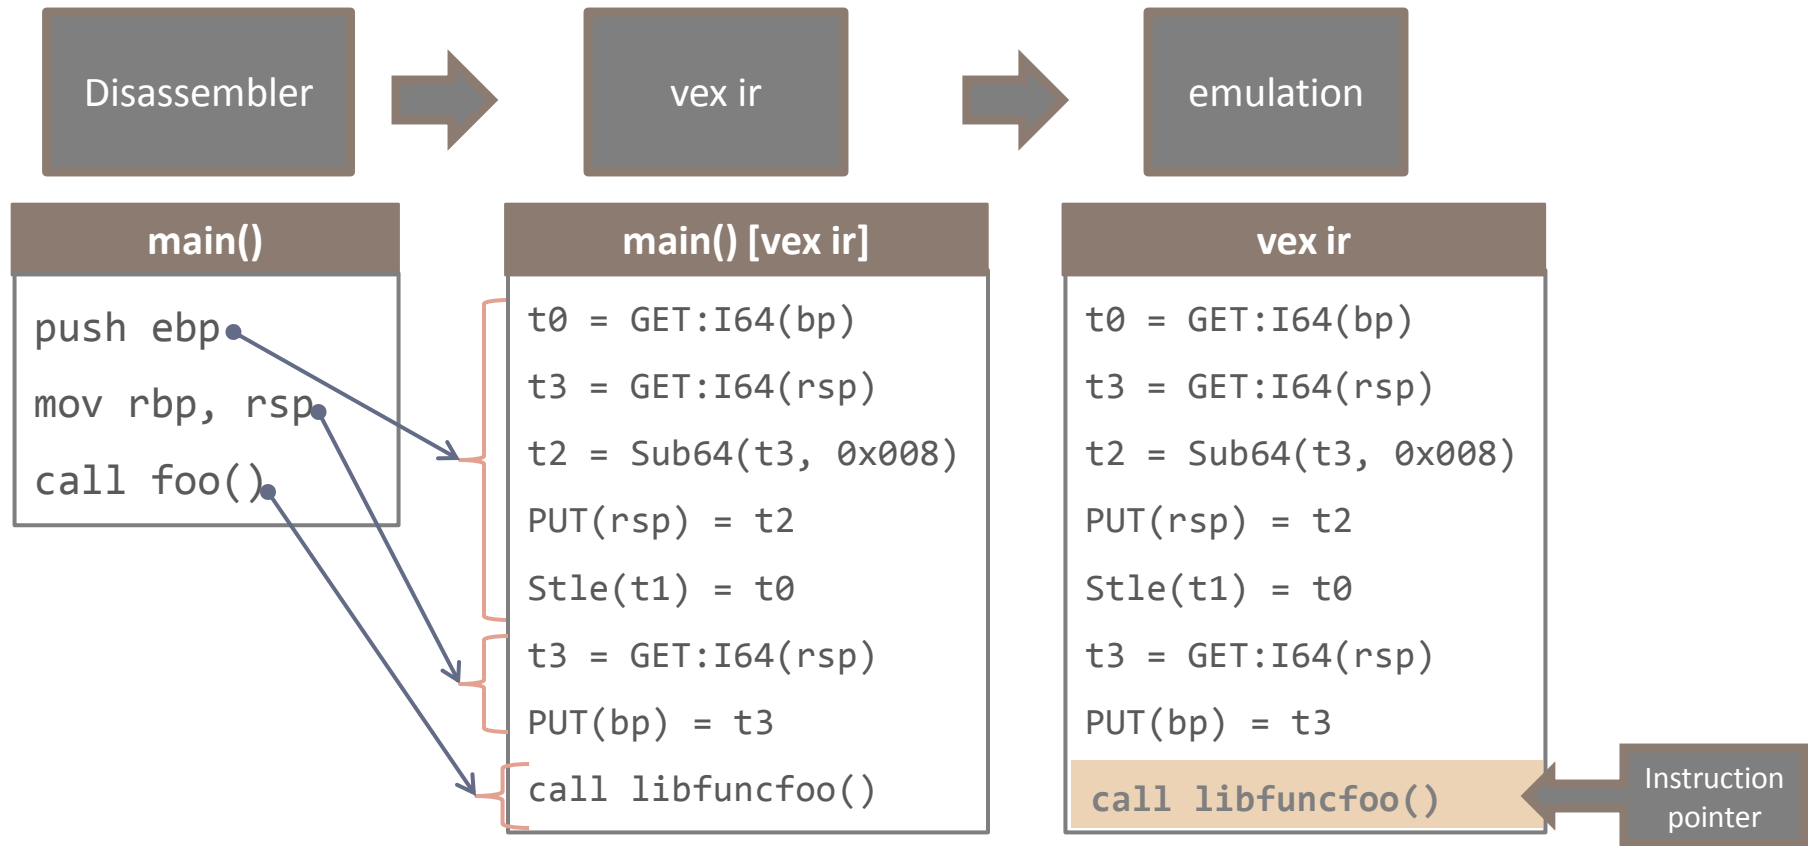 Disassembler
vex ir
emulation
main()
push ebp
mov rbp, rsp
call foo()
main() [vex ir]
t0 = GET:I64(bp)
t3 = GET:I64(rsp)
t2 = Sub64(t3, 0x008)
PUT(rsp) = t2
Stle(t1) = t0
t3 = GET:I64(rsp)
PUT(bp) = t3
call libfuncfoo()
vex ir
t0 = GET:I64(bp)
t3 = GET:I64(rsp)
t2 = Sub64(t3, 0x008)
PUT(rsp) = t2
Stle(t1) = t0
t3 = GET:I64(rsp)
PUT(bp) = t3
call libfuncfoo()
Instruction
pointer